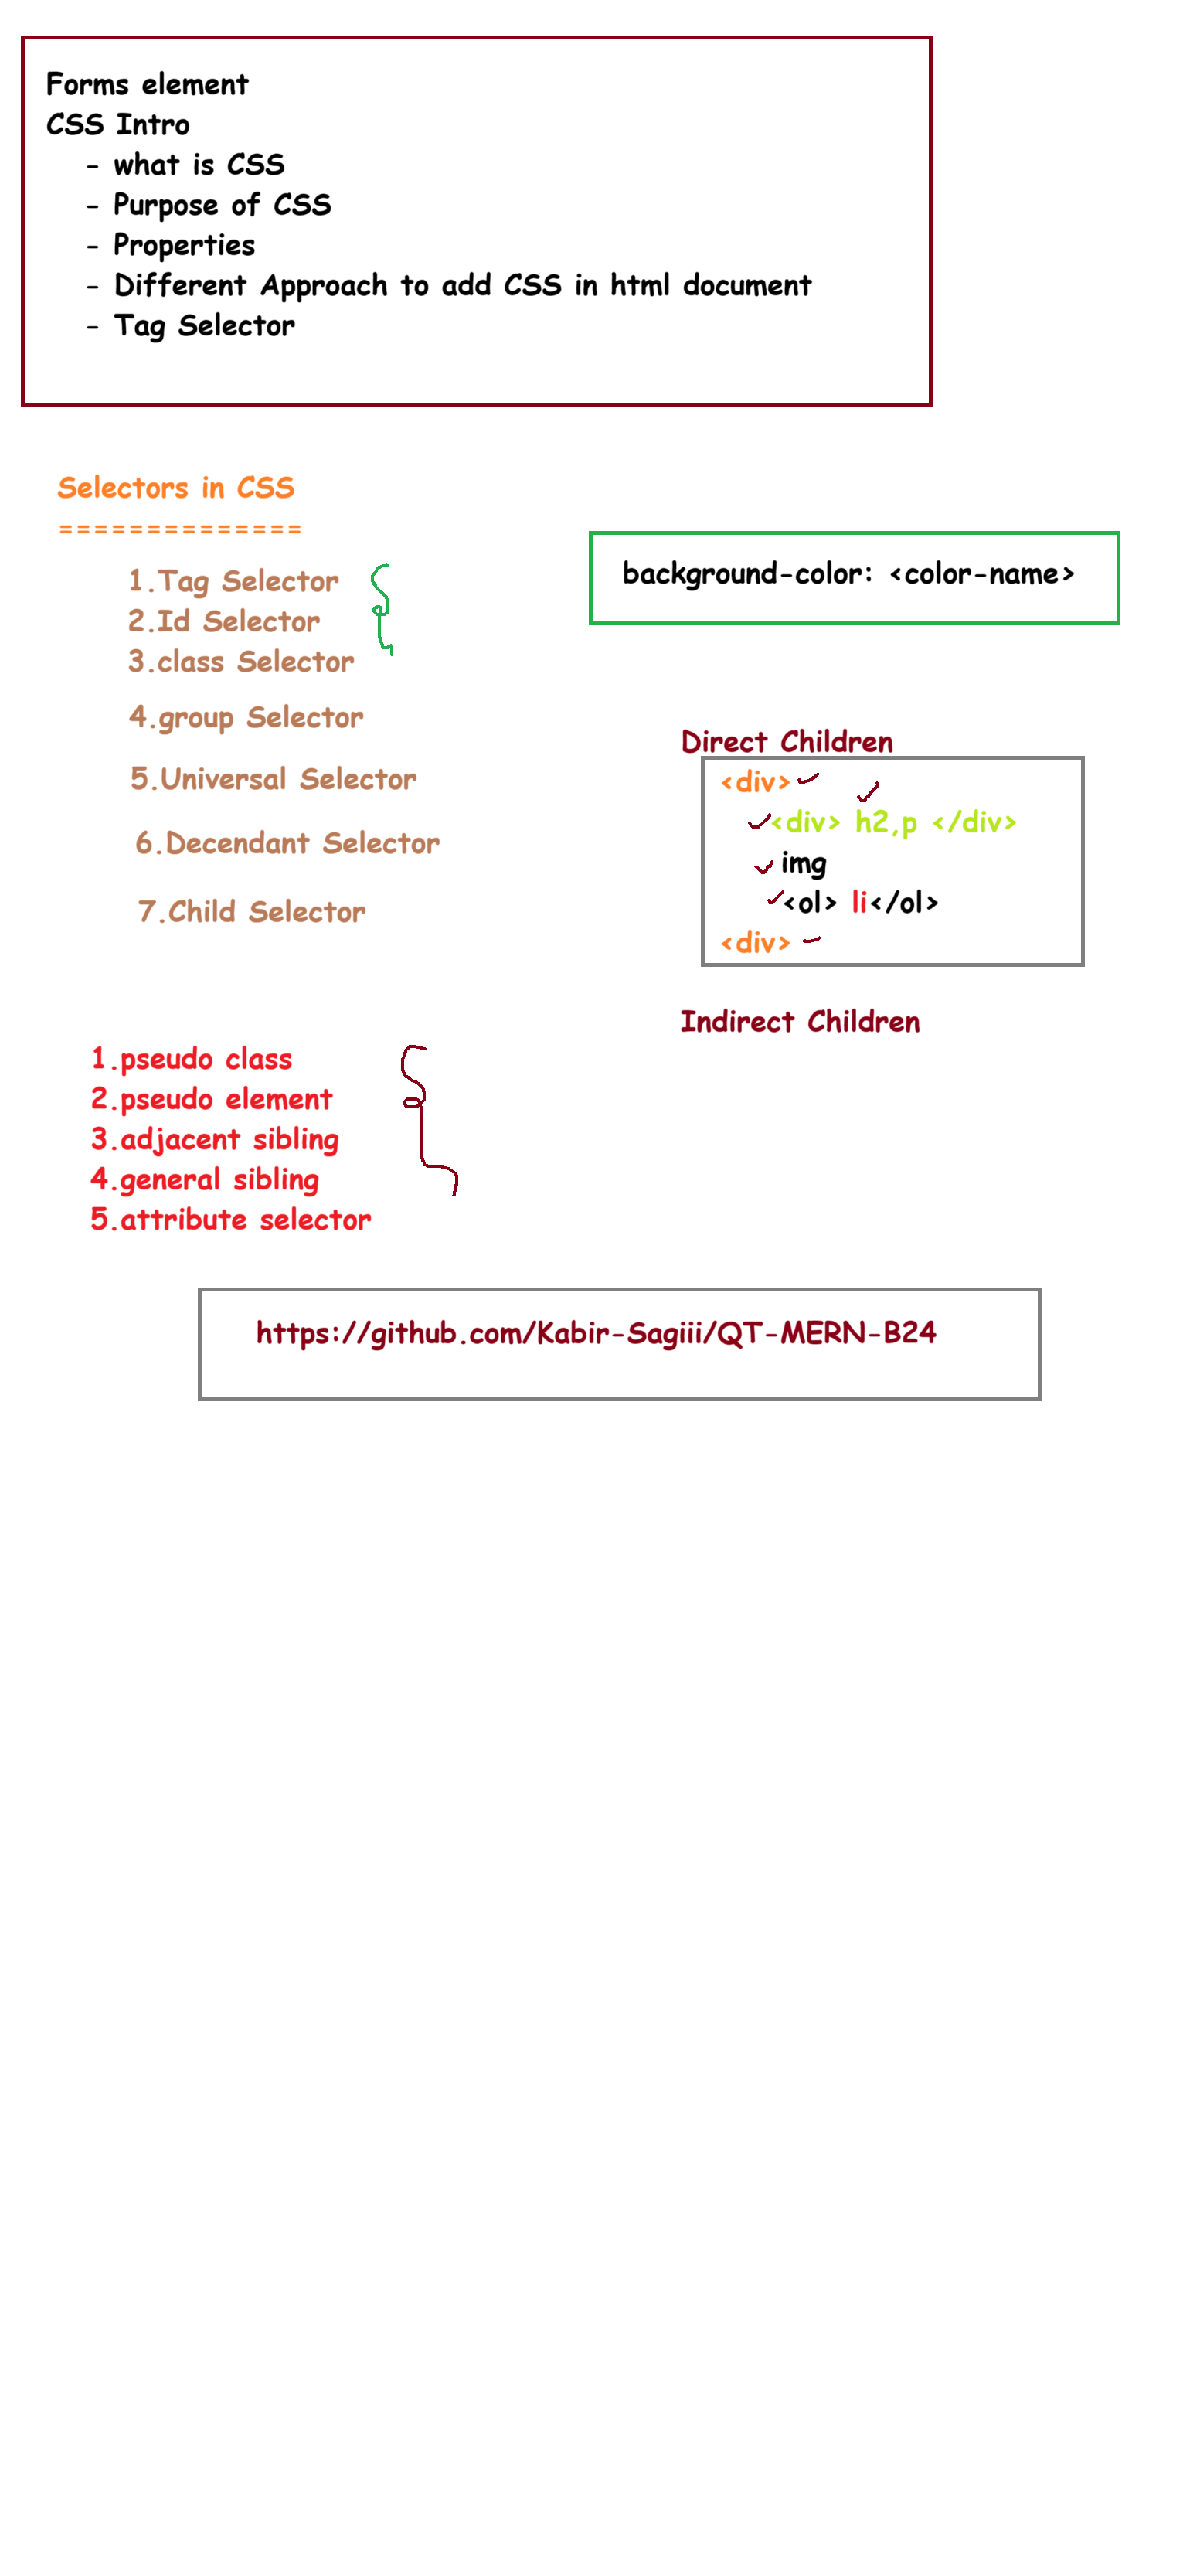 Forms element
CSS Intro
- what is CSS
- Purpose of CSS
- Properties
- Different Approach to add CSS in html document
- Tag Selector
Selectors in CSS
==============
1.Tag Selector
2.Id Selector
3.class Selector
4.group Selector
5.Universal Selector
6.Decendant Selector
7.Child Selector
background-color: <color-name>
Direct Children
<div>
<div> h2,p </div>
img
<ol> li</ol>
<div>
Indirect Children
1.pseudo class
2.pseudo element
3.adjacent sibling
4.general sibling
5.attribute selector
https://github.com/Kabir-Sagiii/QT-MERN-B24